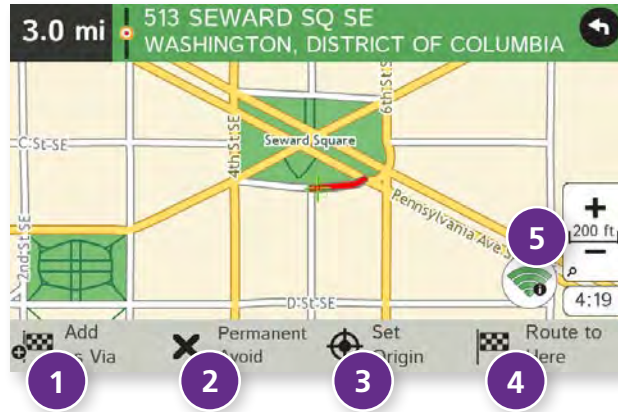 3.0 mi
513 SEWARD SQ SE
WASHINGTON, DISTRICT OF COLUMBIA
6th St SE
4th St SE
Seward Square
C St SE
Pennsylvania Ave
2nd St SE
D St SE
+
200 ft
−
4:19
5
Add
Via
Permanent
Avoid
Set
Origin
Route to
Here
1
2
3
4